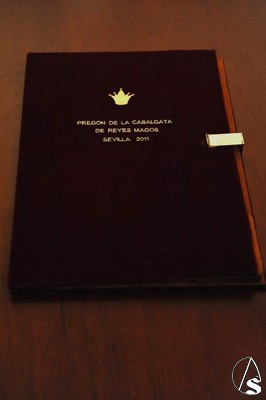 PREGÓN DE LA CABALGATA
DE REYES MAGOS
SEVILLA 2011